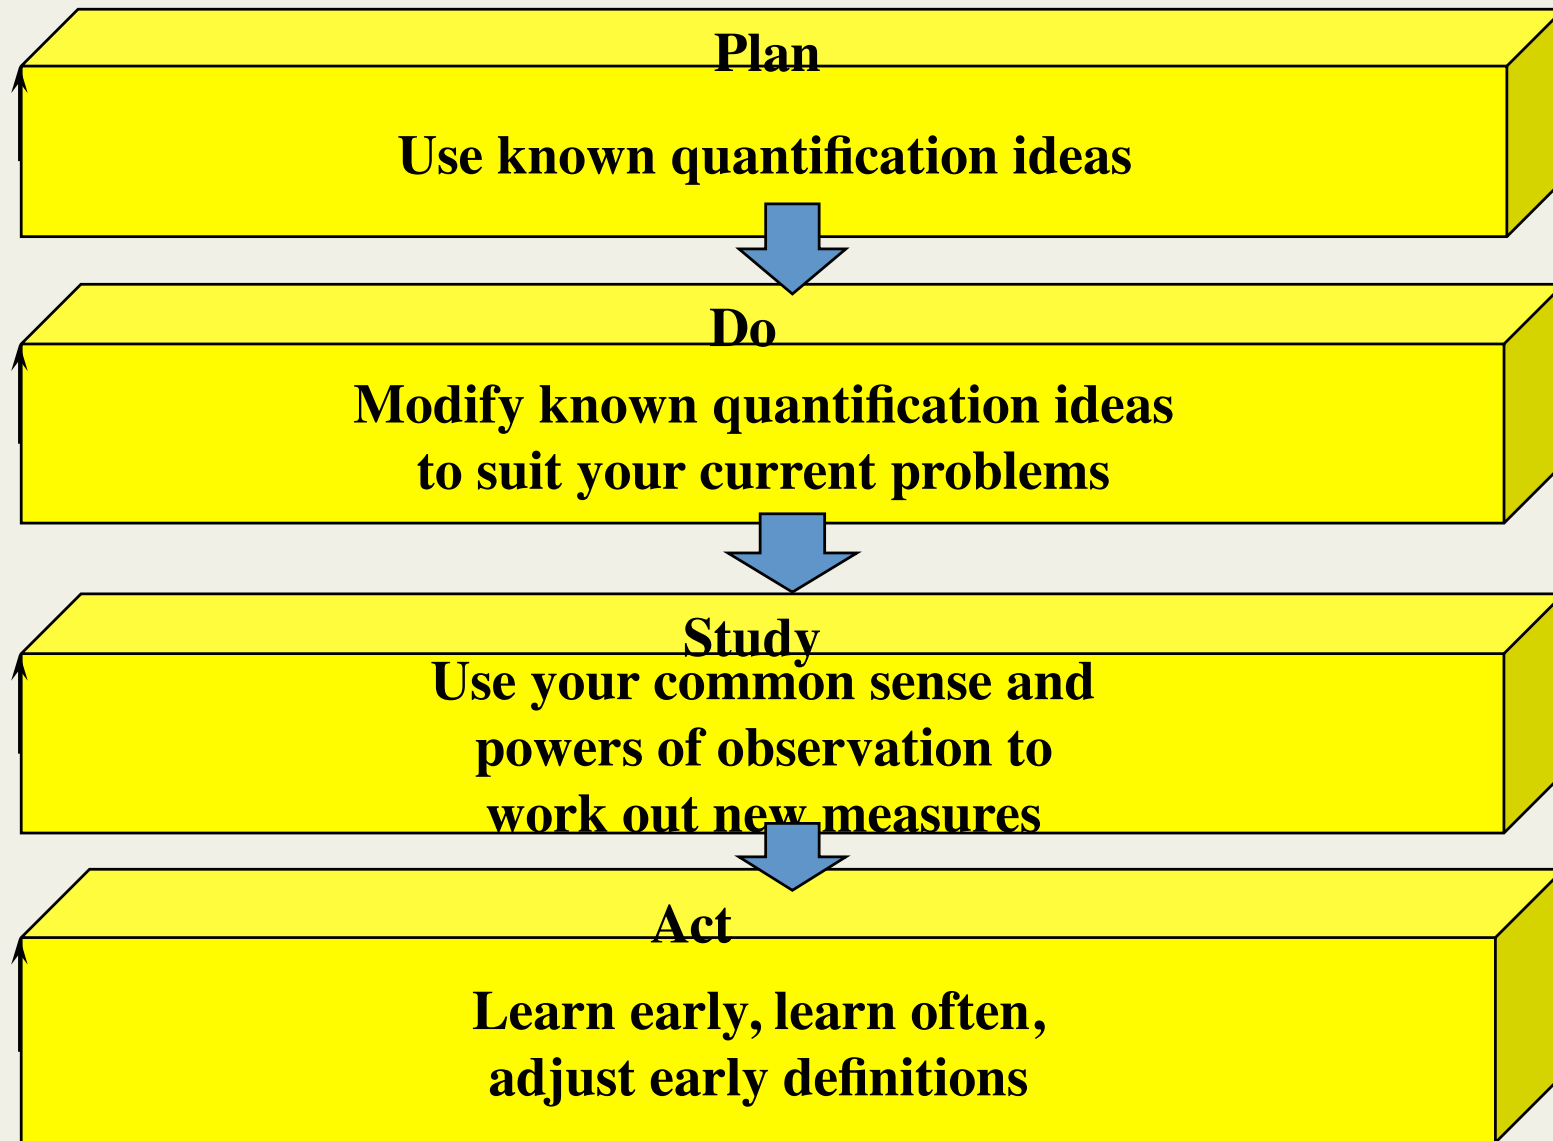 Plan
Use known quantification ideas
Do
Modify known quantification ideas
to suit your current problems
Study
Use your common sense and
powers of observation to
work out new measures
Act
Learn early, learn often,
adjust early definitions